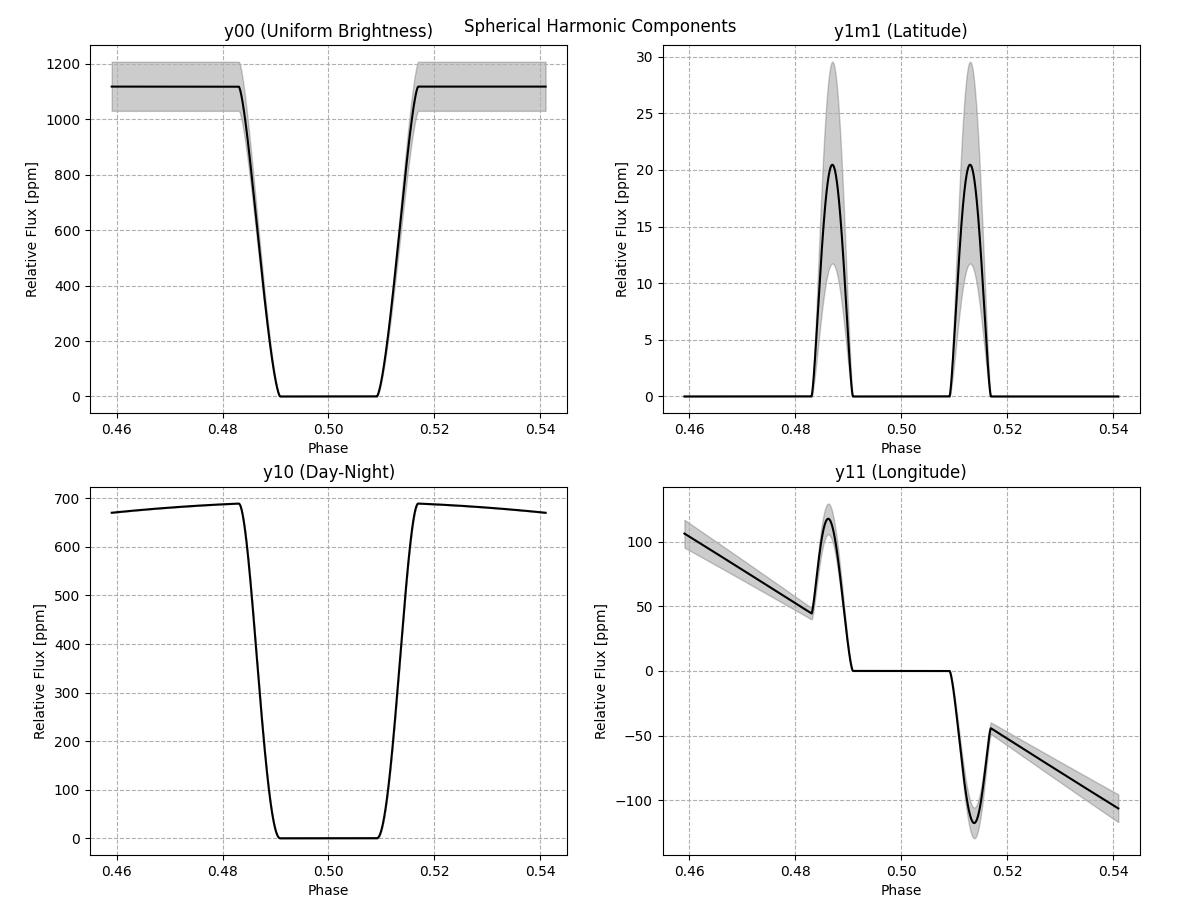 Spherical Harmonic Components
y00 (Uniform Brightness)
1200
1000
800
600
400
200
0
Relative Flux [ppm]
0.46 0.48 0.50 0.52 0.54
Phase
y1m1 (Latitude)
30
25
20
15
10
5
0
Relative Flux [ppm]
0.46 0.48 0.50 0.52 0.54
Phase
y10 (Day-Night)
700
600
500
400
300
200
100
0
Relative Flux [ppm]
0.46 0.48 0.50 0.52 0.54
Phase
y11 (Longitude)
100
50
0
−50
−100
Relative Flux [ppm]
0.46 0.48 0.50 0.52 0.54
Phase